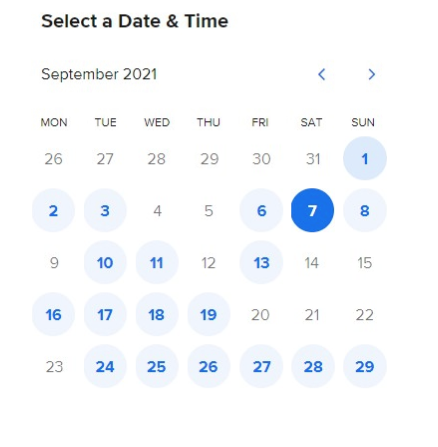 Select a Date & Time
September 2021
MON TUE WED THU FRI SAT SUN
26 27 28 29 30 31 1
2 3 4 5 6 7 8
9 10 11 12 13 14 15
16 17 18 19 20 21 22
23 24 25 26 27 28 29